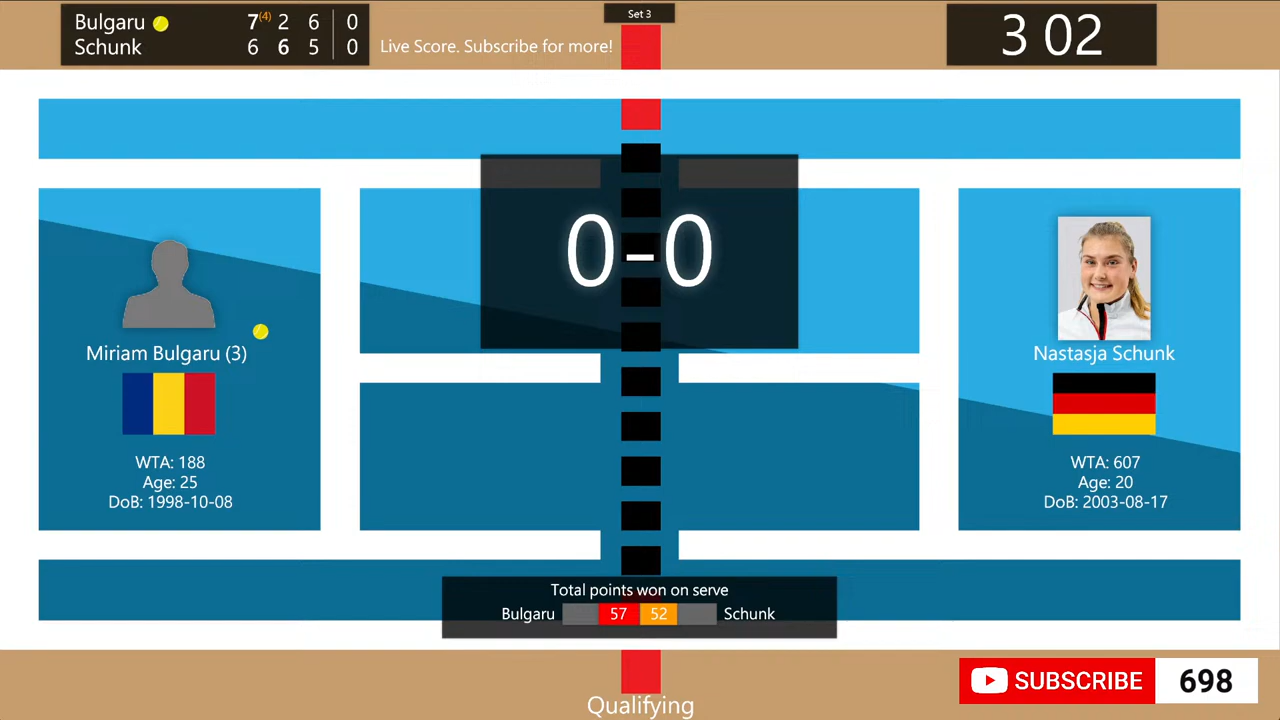 Bulgaru 7(4) 2 6 0
Schunk 6 6 5 0
Live Score. Subscribe for more!
Set 3
3 02
0-0
Miriam Bulgaru (3)
WTA: 188
Age: 25
DoB: 1998-10-08
Nastasja Schunk
WTA: 607
Age: 20
DoB: 2003-08-17
Total points won on serve
Bulgaru 57 52 Schunk
SUBSCRIBE 698
Qualifying